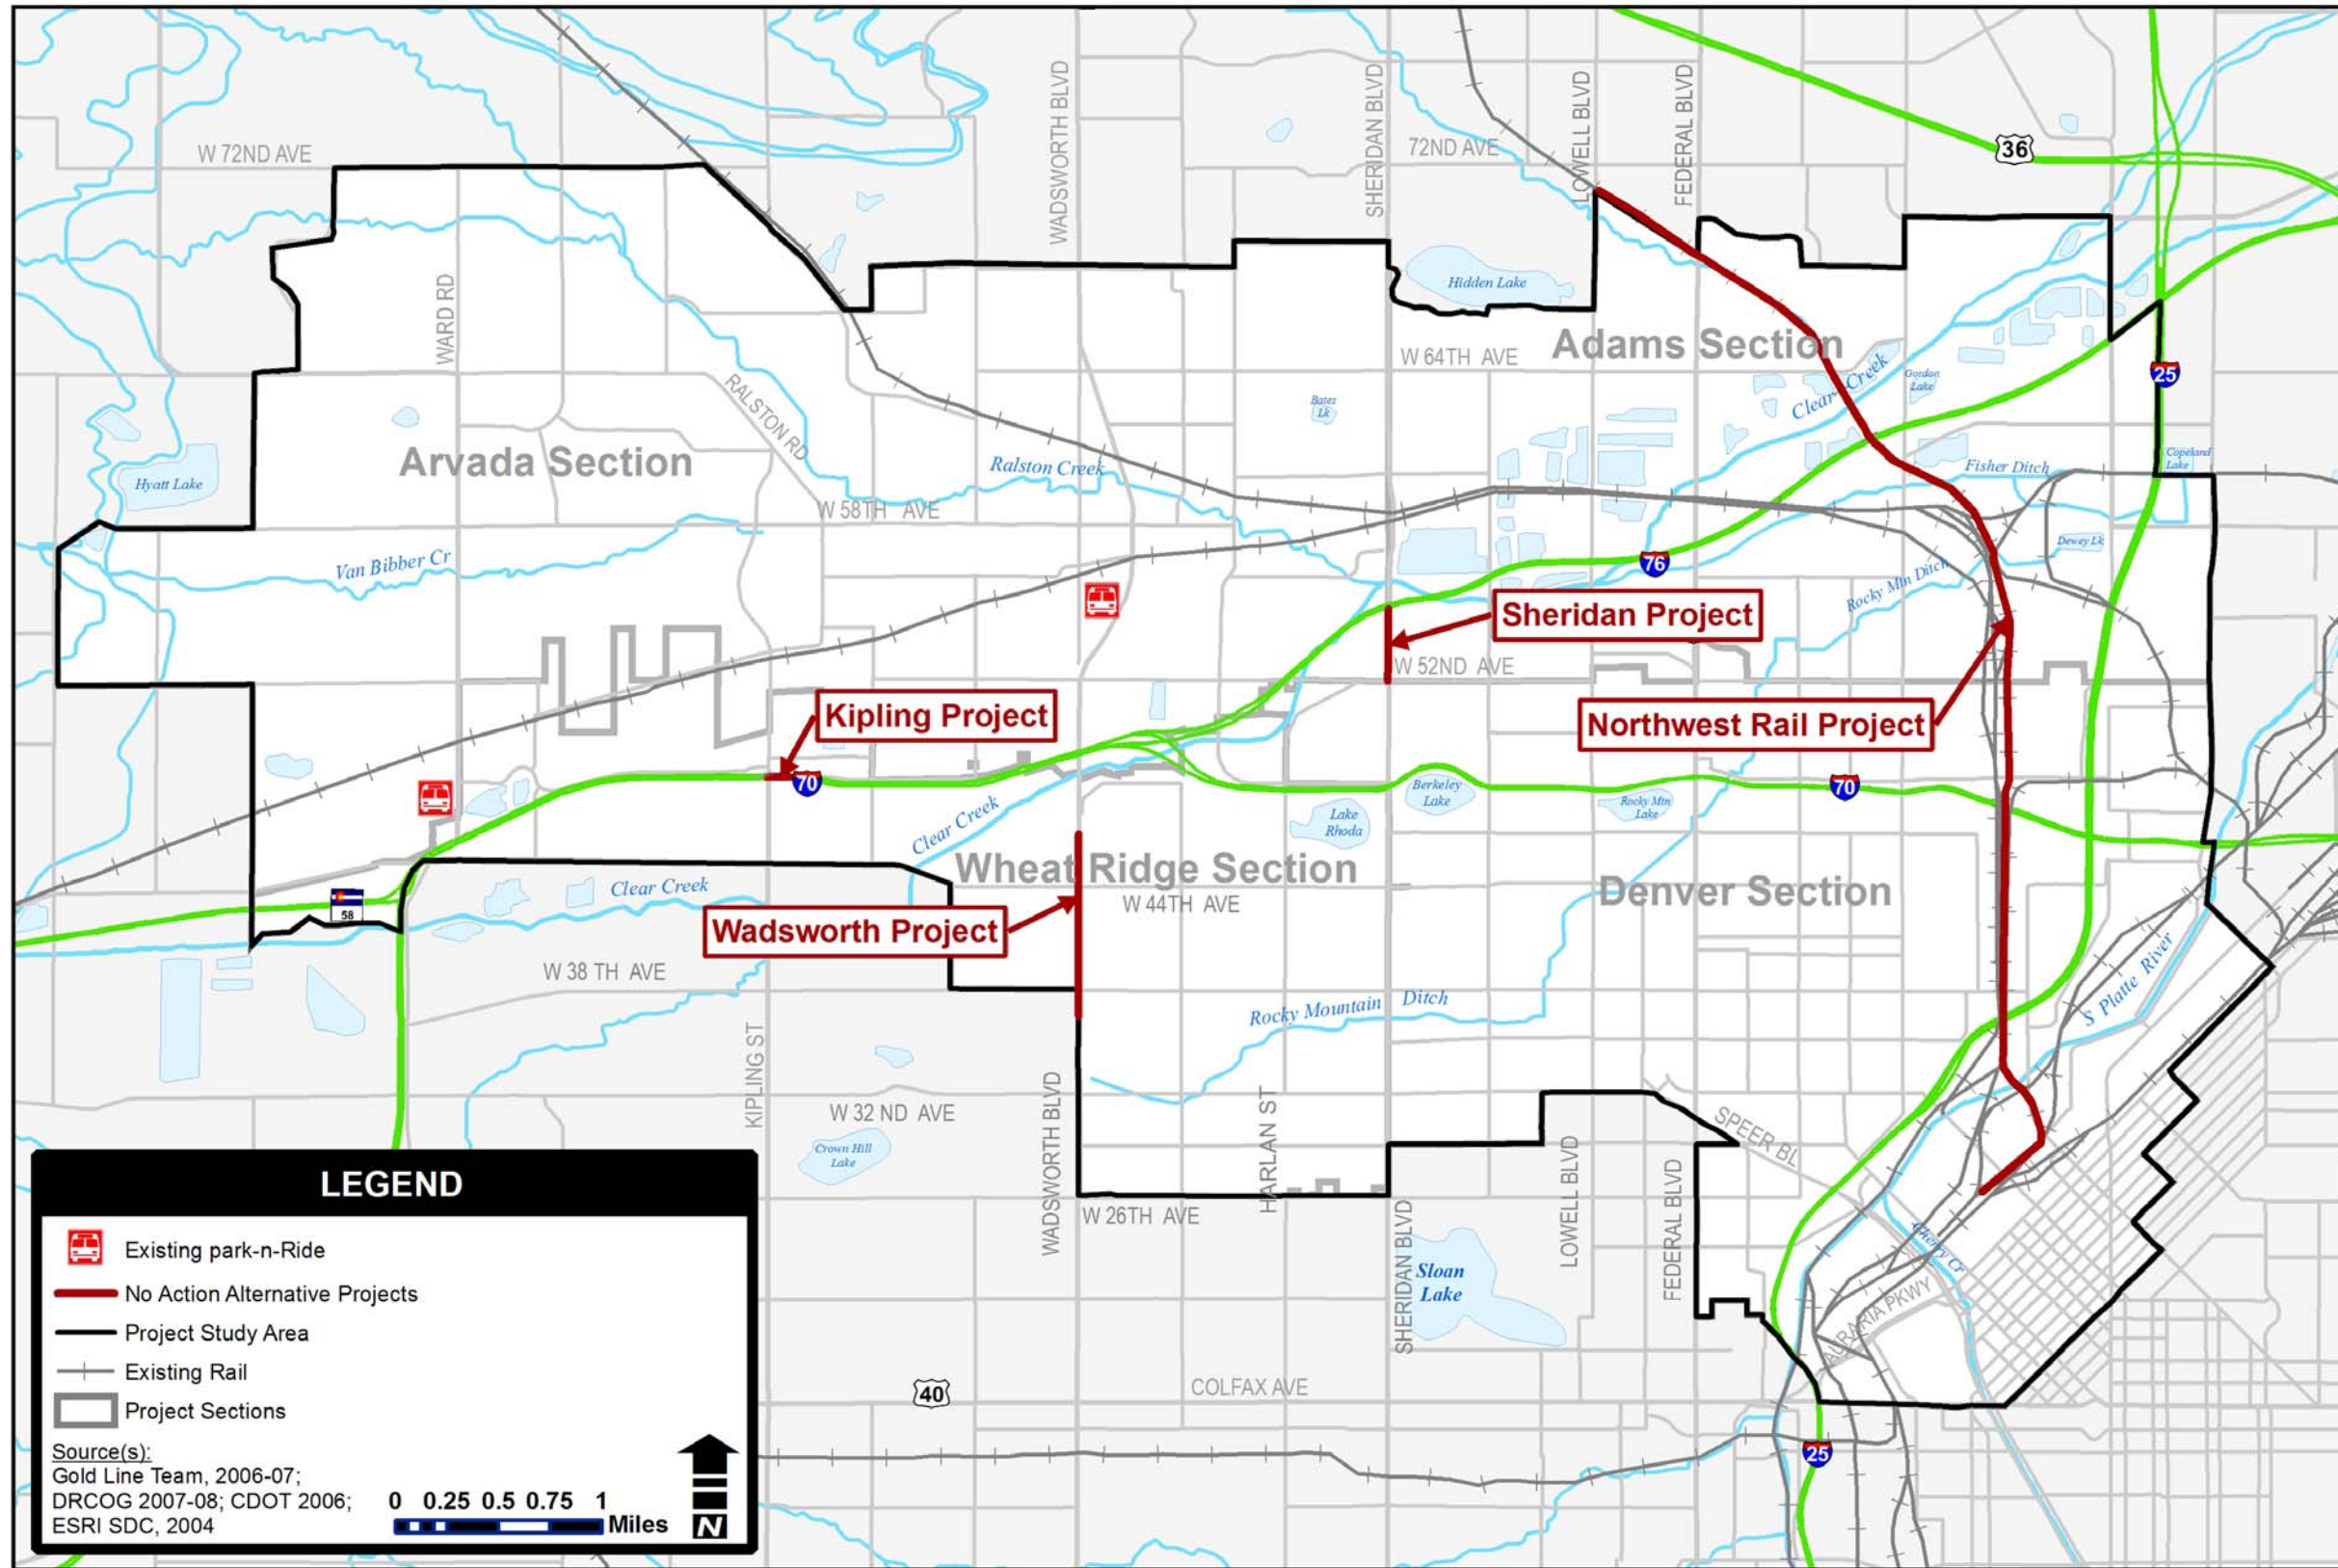 W 72ND AVE
WADSWORTH BLVD
SHERIDAN BLVD
72ND AVE
LOWELL BLVD
FEDERAL BLVD
36
WARD RD
Hidden Lake
Adams Section
W 64TH AVE
25
Clear Creek
Gordon
Lake
RALSTON RD
Bates
Lk
Arvada Section
Ralston Creek
Fisher Ditch
Copeland
Lake
Hyatt Lake
W 58TH AVE
Van Bibber Cr
76
Dewey Lk
Rocky Mtn Ditch
Sheridan Project
W 52ND AVE
Kipling Project
Northwest Rail Project
70
70
Berkeley
Lake
Rocky Mtn
Lake
Lake
Rhoda
Clear Creek
Wheat Ridge Section
Clear Creek
Denver Section
58
W 44TH AVE
Wadsworth Project
W 38 TH AVE
Rocky Mountain Ditch
S Platte River
KIPLING ST
WADSWORTH BLVD
HARLAN ST
W 32 ND AVE
Crown Hill
Lake
SPEER BL
LOWELL BLVD
FEDERAL BLVD
SHERIDAN BLVD
W 26TH AVE
Cherry Cr
Sloan
Lake
AURARIA PKWY
40
COLFAX AVE
25
LEGEND
Existing park-n-Ride
No Action Alternative Projects
Project Study Area
Existing Rail
Project Sections
Source(s):
Gold Line Team, 2006-07;
DRCOG 2007-08; CDOT 2006;
ESRI SDC, 2004
0 0.25 0.5 0.75 1
Miles
N